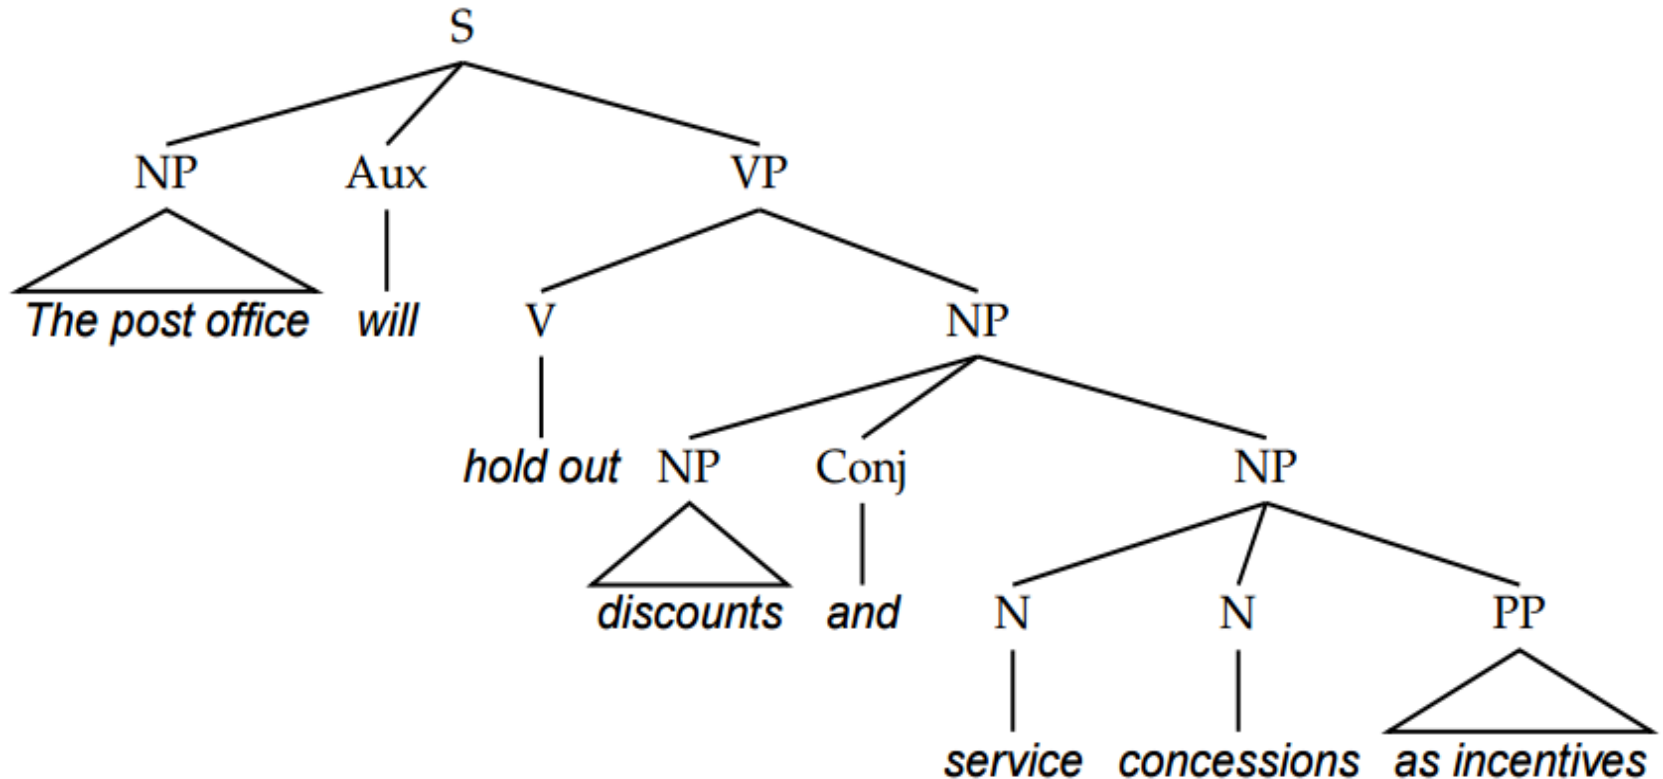 S
NP Aux VP
The post office will V NP
hold out NP Conj NP
discounts and N N PP
service concessions as incentives